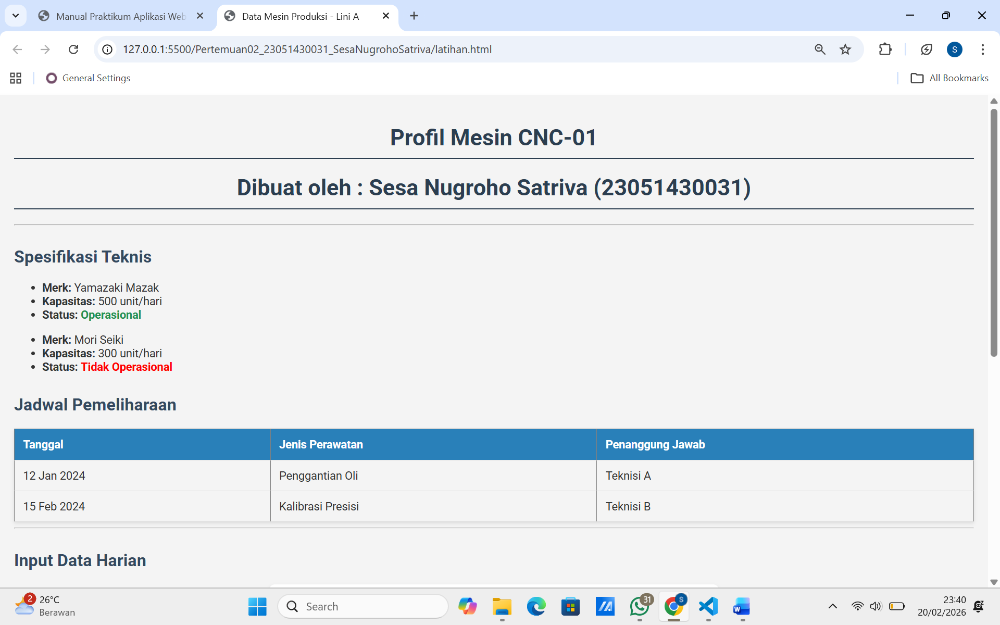 Manual Praktikum Aplikasi Web
Data Mesin Produksi - Lini A
127.0.0.1:5500/Pertemuan02_23051430031_SesaNugrohoSatriva/latihan.html
S
General Settings
All Bookmarks
Profil Mesin CNC-01
Dibuat oleh : Sesa Nugroho Satriva (23051430031)
Spesifikasi Teknis
• Merk: Yamazaki Mazak
• Kapasitas: 500 unit/hari
• Status: Operasional
• Merk: Mori Seiki
• Kapasitas: 300 unit/hari
• Status: Tidak Operasional
Jadwal Pemeliharaan
Tanggal Jenis Perawatan Penanggung Jawab
12 Jan 2024 Penggantian Oli Teknisi A
15 Feb 2024 Kalibrasi Presisi Teknisi B
Input Data Harian
2
26°C
Berawan
Search
31
S
W
23:40
20/02/2026